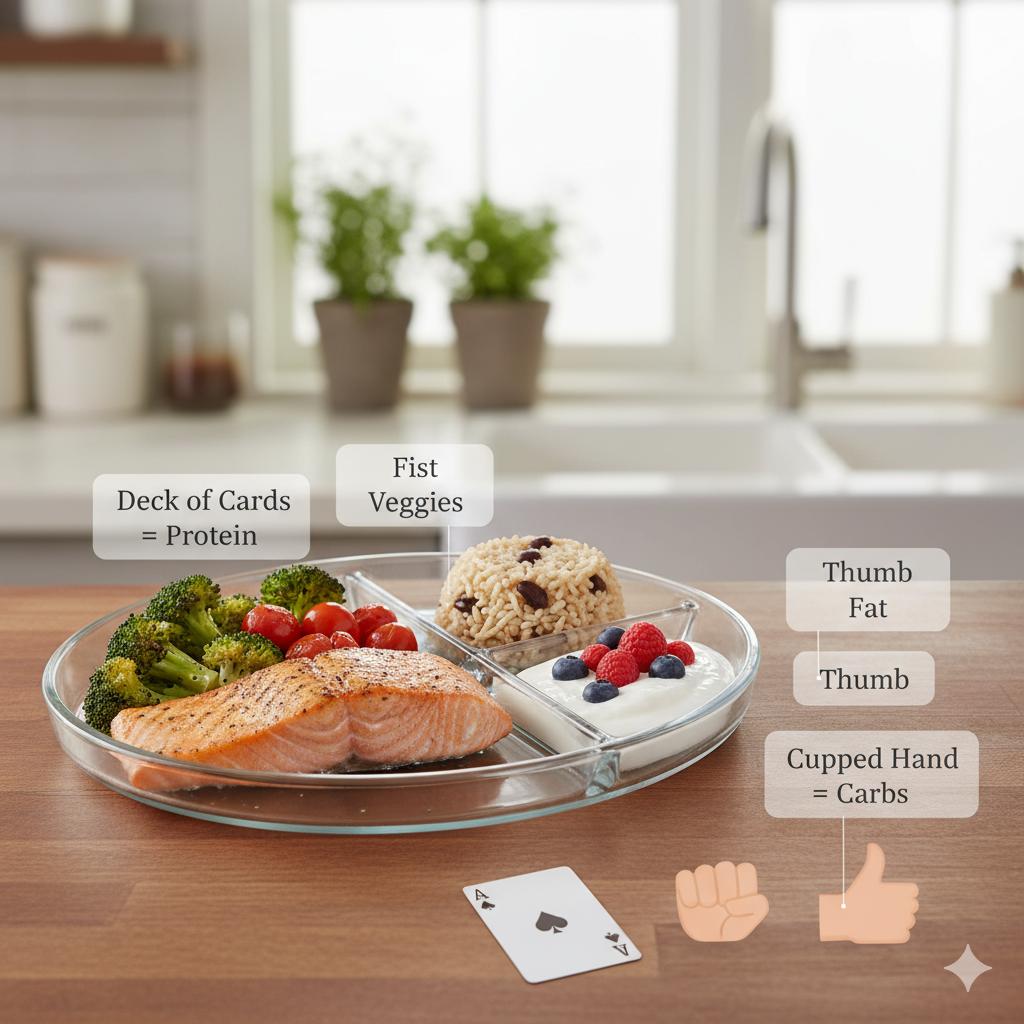 Fist
Veggies
Deck of Cards
= Protein
Thumb
Fat
Thumb
Cupped Hand
= Carbs
A
A